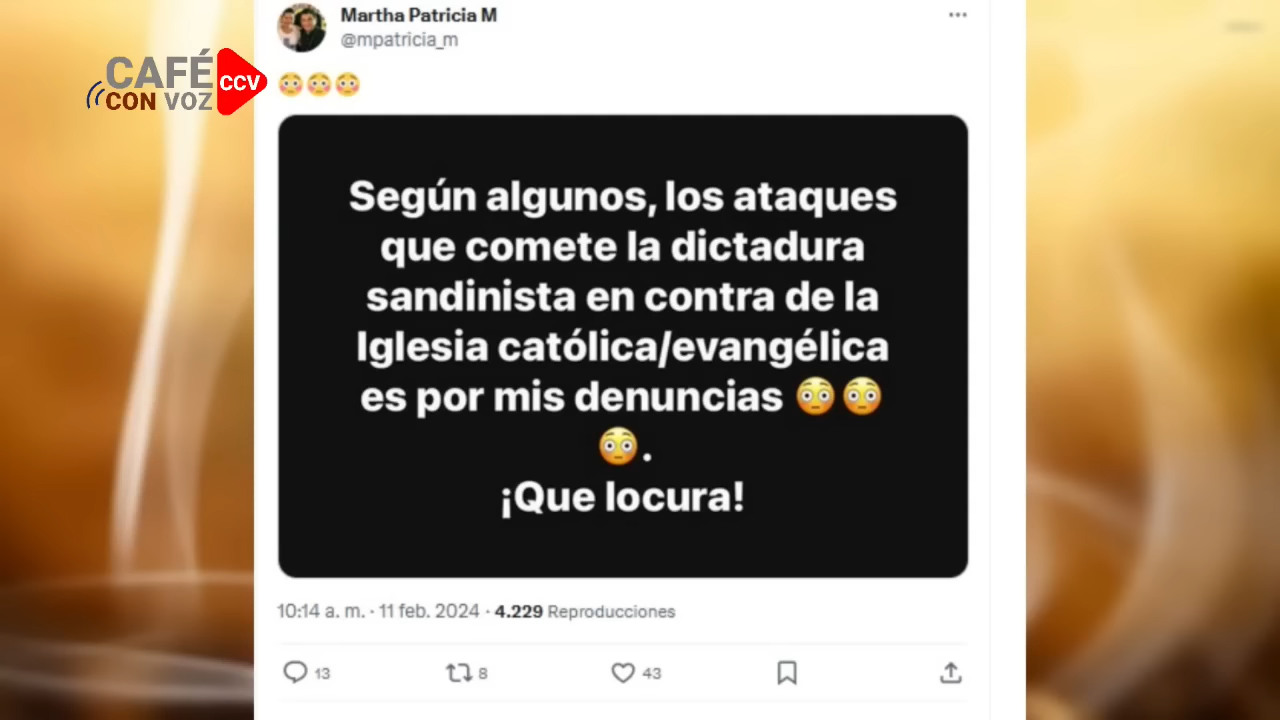 Martha Patricia M
@mpatricia_m
CAFÉ
CON VOZ
CCV
😳😳😳
Según algunos, los ataques
que comete la dictadura
sandinista en contra de la
Iglesia católica/evangélica
es por mis denuncias 😳😳
😳.
¡Que locura!
10:14 a. m. · 11 feb. 2024 · 4.229 Reproducciones
13 8 43